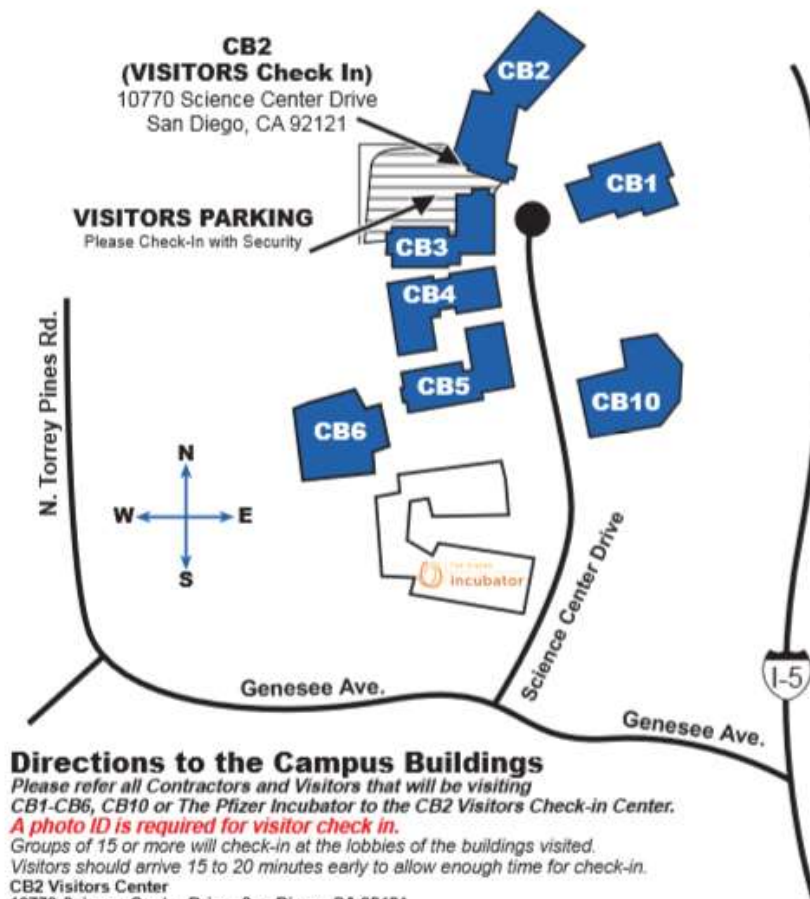 CB2
(VISITORS Check In)
10770 Science Center Drive
San Diego, CA 92121
CB2
CB1
VISITORS PARKING
Please Check-In with Security
CB3
CB4
CB5
CB10
CB6
N. Torrey Pines Rd.
N
W E
S
incubator
Science Center Drive
I-5
Genesee Ave.
Genesee Ave.
Directions to the Campus Buildings
Please refer all Contractors and Visitors that will be visiting
CB1-CB6, CB10 or The Pfizer Incubator to the CB2 Visitors Check-in Center.
A photo ID is required for visitor check in.
Groups of 15 or more will check-in at the lobbies of the buildings visited.
Visitors should arrive 15 to 20 minutes early to allow enough time for check-in.
CB2 Visitors Center